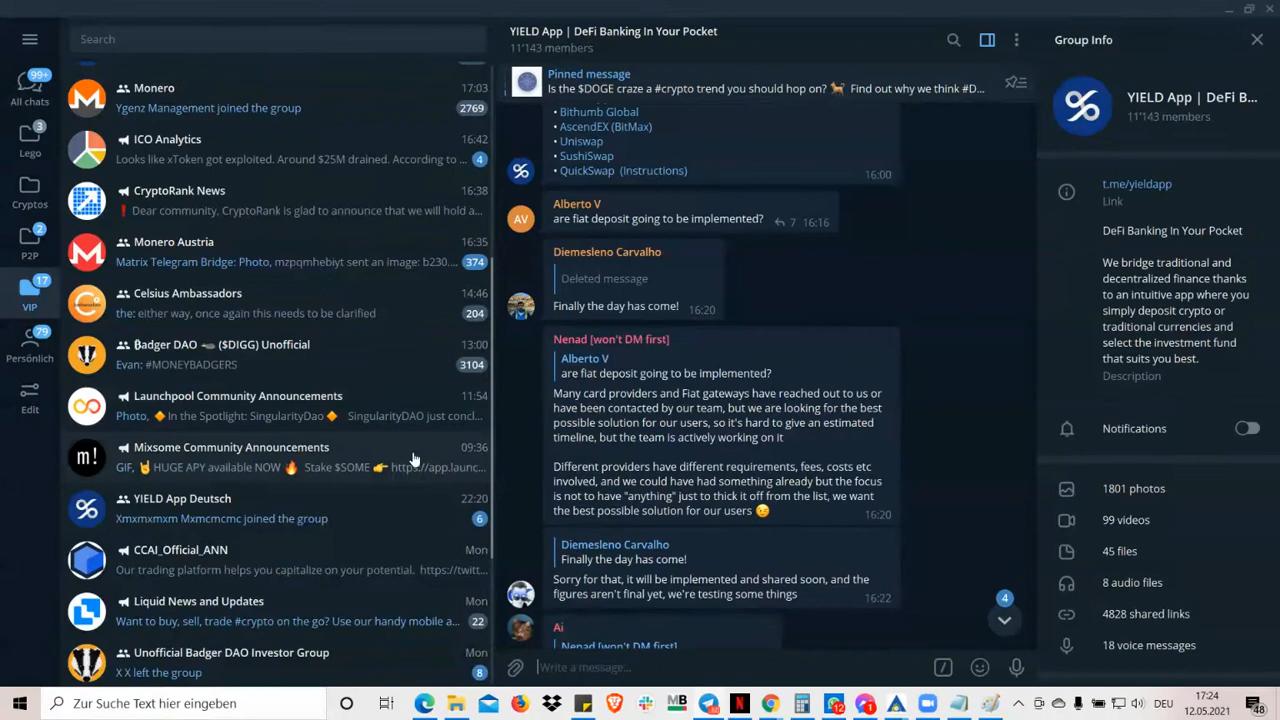 Search
99+
All chats
3
Lego
Cryptos
2
P2P
17
VIP
79
Persönlich
Edit
Monero
17:03
Ygenz Management joined the group
2769
ICO Analytics
16:42
Looks like xToken got exploited. Around $25M drained. According to ...
4
CryptoRank News
16:38
❗ Dear community. CryptoRank is glad to announce that we will hold a...
Monero Austria
16:35
Matrix Telegram Bridge: Photo, mzpqmhebiyt sent an image: b230....
374
Celsius Ambassadors
14:46
the: either way, once again this needs to be clarified
204
₿adger DAO 🦡 ($DIGG) Unofficial
13:00
Evan: #MONEYBADGERS
3104
Launchpool Community Announcements
11:54
Photo, 🔶In the Spotlight: SingularityDao🔶 SingularityDAO just concl...
m!
Mixsome Community Announcements
09:36
GIF, 🤘HUGE APY available NOW 🔥 Stake $SOME 👉 https://app.launc...
YIELD App Deutsch
22:20
Xmxmxmxm Mxmcmcmc joined the group
6
CCAI_Official_ANN
Mon
Our trading platform helps you capitalize on your potential. https://twitt...
Liquid News and Updates
Mon
Want to buy, sell, trade #crypto on the go? Use our handy mobile a...
22
Unofficial Badger DAO Investor Group
Mon
X X left the group
8
YIELD App | DeFi Banking In Your Pocket
11'143 members
Pinned message
Is the $DOGE craze a #crypto trend you should hop on? 🐕 Find out why we think #D...
• Bithumb Global
• AscendEX (BitMax)
• Uniswap
• SushiSwap
• QuickSwap (Instructions)
16:00
AV
Alberto V
are fiat deposit going to be implemented?
7 16:16
Diemesleno Carvalho
Deleted message
Finally the day has come!
16:20
Nenad [won't DM first]
Alberto V
are fiat deposit going to be implemented?
Many card providers and Fiat gateways have reached out to us or
have been contacted by our team, but we are looking for the best
possible solution for our users, so it's hard to give an estimated
timeline, but the team is actively working on it
Different providers have different requirements, fees, costs etc
involved, and we could have had something already but the focus
is not to have "anything" just to thick it off from the list, we want
the best possible solution for our users 😉
16:20
Diemesleno Carvalho
Finally the day has come!
Sorry for that, it will be implemented and shared soon, and the
figures aren't final yet, we're testing some things
16:22
Ai
Nenad [won't DM first]
4
Write a message...
Group Info
YIELD App | DeFi B...
11'143 members
t.me/yieldapp
Link
DeFi Banking In Your Pocket
We bridge traditional and
decentralized finance thanks
to an intuitive app where you
simply deposit crypto or
traditional currencies and
select the investment fund
that suits you best.
Description
Notifications
1801 photos
99 videos
45 files
8 audio files
4828 shared links
18 voice messages
Zur Suche Text hier eingeben
MB
N
12
1
DEU
17:24
12.05.2021
48